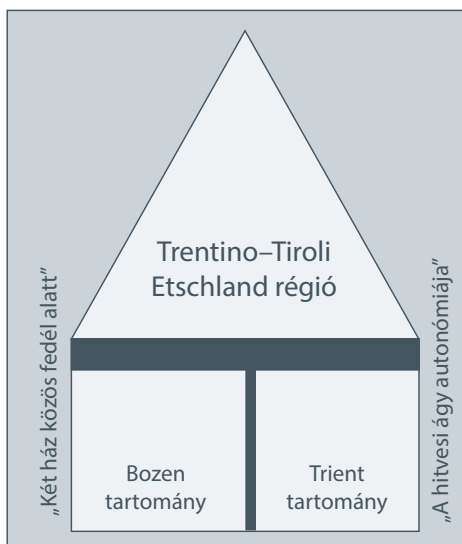 Trentino–Tiroli
Etschland régió
„Két ház közös fedél alatt”
Bozen
tartomány
Trient
tartomány
„A hitvesi ágy autonómiája”